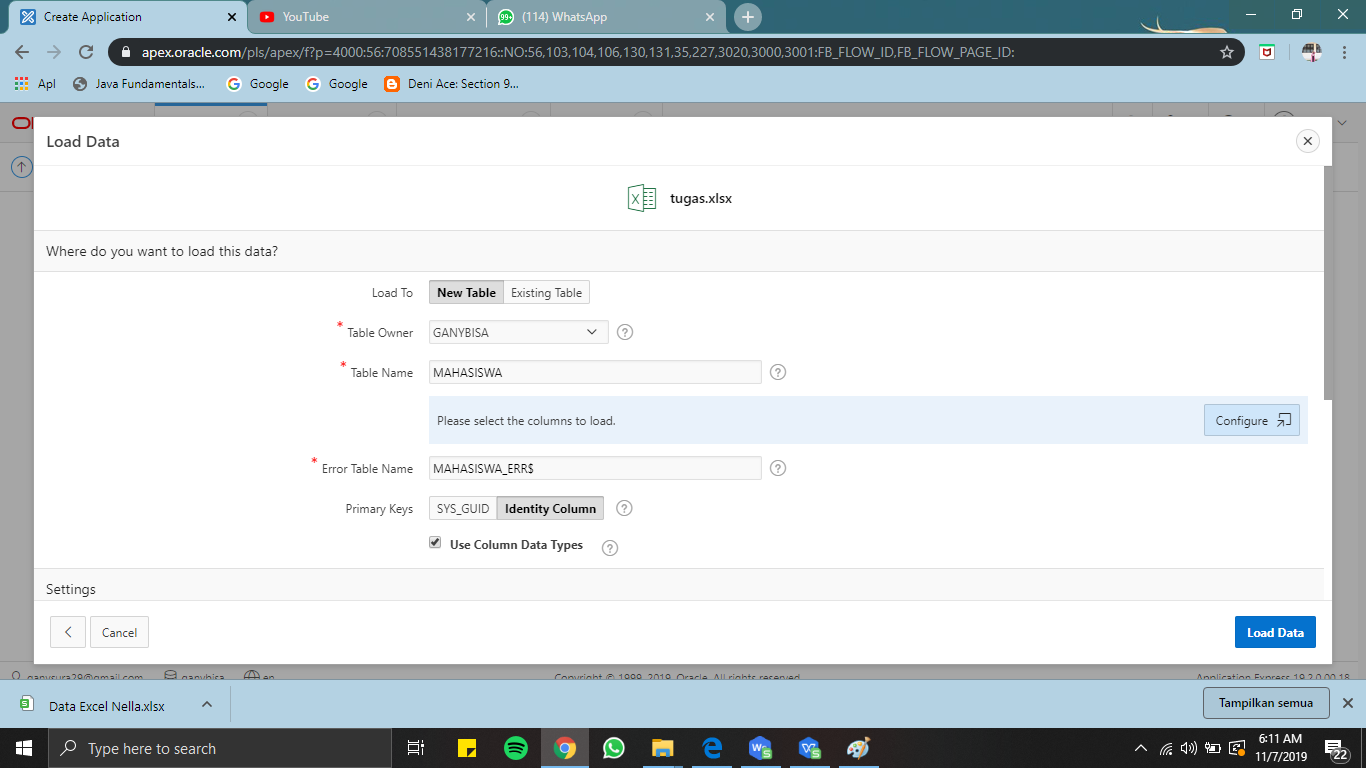 Create Application
YouTube
99+ (114) WhatsApp
apex.oracle.com/pls/apex/f?p=4000:56:708551438177216::NO:56,103,104,106,130,131,35,227,3020,3000,3001:FB_FLOW_ID,FB_FLOW_PAGE_ID:
Apl
Java Fundamentals...
Google
Google
Deni Ace: Section 9...
Load Data
tugas.xlsx
Where do you want to load this data?
Load To New Table Existing Table
* Table Owner GANYBISA
* Table Name MAHASISWA
Please select the columns to load. Configure
* Error Table Name MAHASISWA_ERR$
Primary Keys SYS_GUID Identity Column
Use Column Data Types
Settings
Cancel Load Data
ganysura29@gmail.com ganybisa en Copyright © 1999, 2019, Oracle. All rights reserved. Application Express 19.2.0.00.18
Data Excel Nella.xlsx Tampilkan semua
Type here to search
6:11 AM
11/7/2019
22